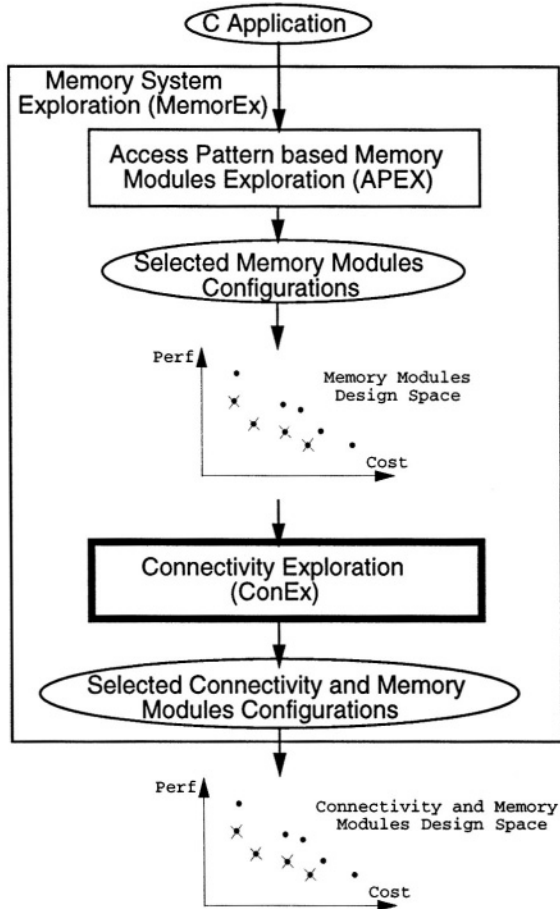 C Application
Memory System
Exploration (MemorEx)
Access Pattern based Memory
Modules Exploration (APEX)
Selected Memory Modules
Configurations
Perf
Memory Modules
Design Space
Cost
Connectivity Exploration
(ConEx)
Selected Connectivity and Memory
Modules Configurations
Perf
Connectivity and Memory
Modules Design Space
Cost